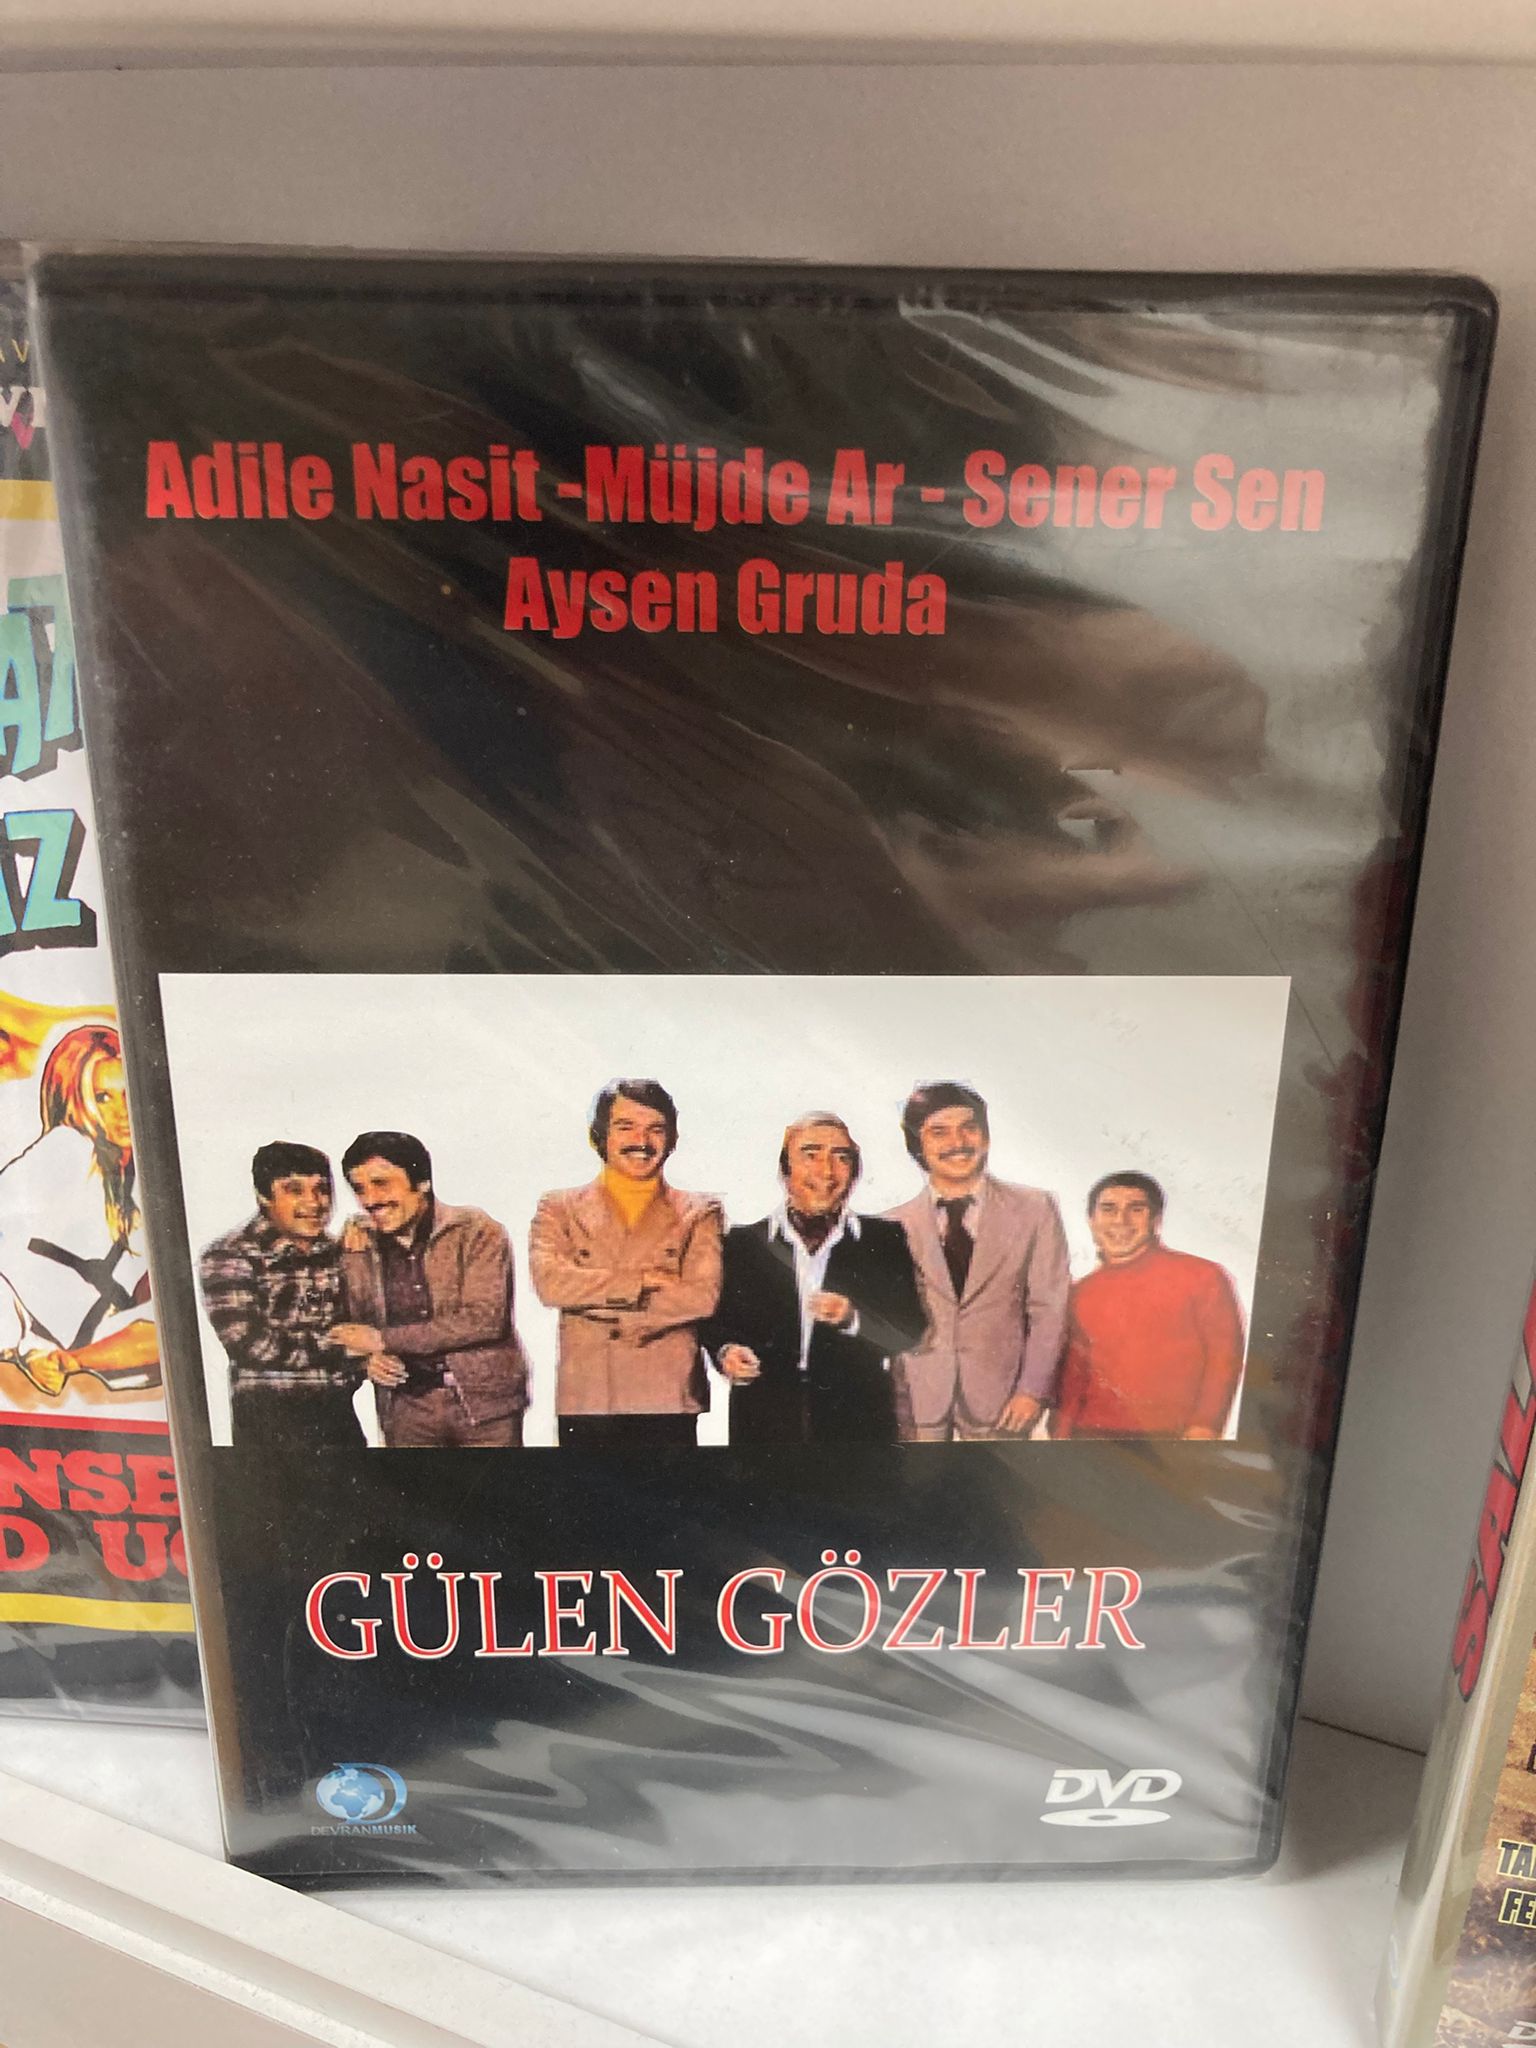 Adile Nasit -Müjde Ar - Sener Sen
Aysen Gruda
GÜLEN GÖZLER
DEVRANMUSIK
DVD